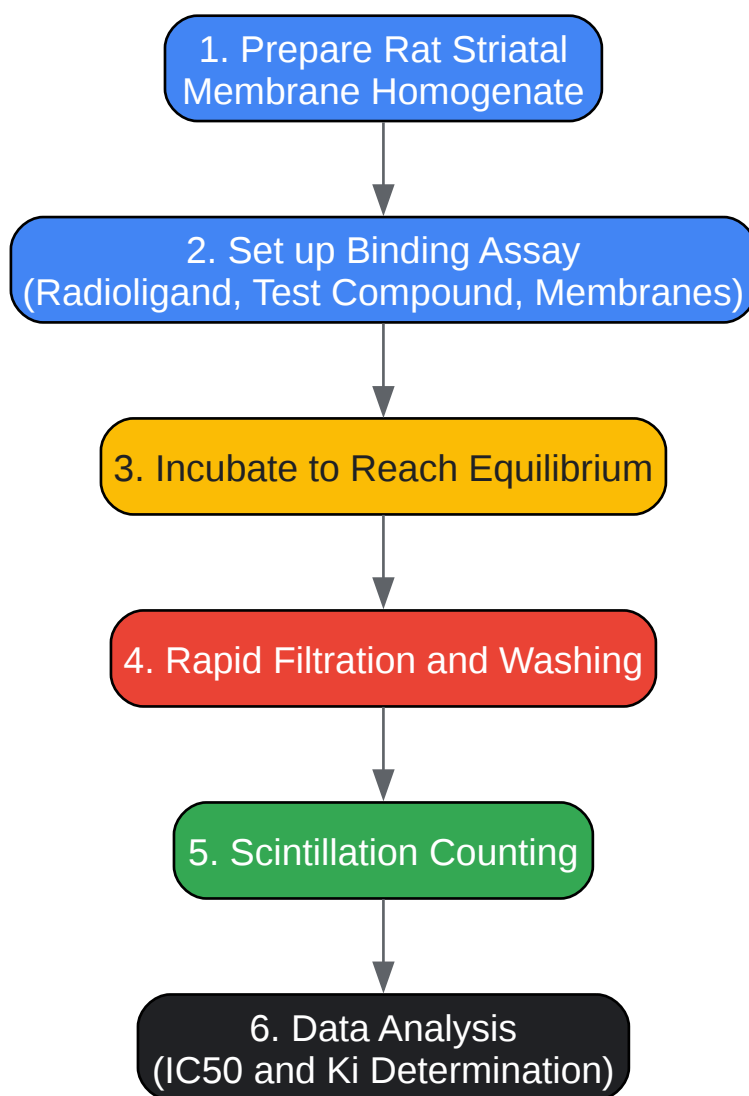 1. Prepare Rat Striatal
Membrane Homogenate
2. Set up Binding Assay
(Radioligand, Test Compound, Membranes)
3. Incubate to Reach Equilibrium
4. Rapid Filtration and Washing
5. Scintillation Counting
6. Data Analysis
(IC50 and Ki Determination)